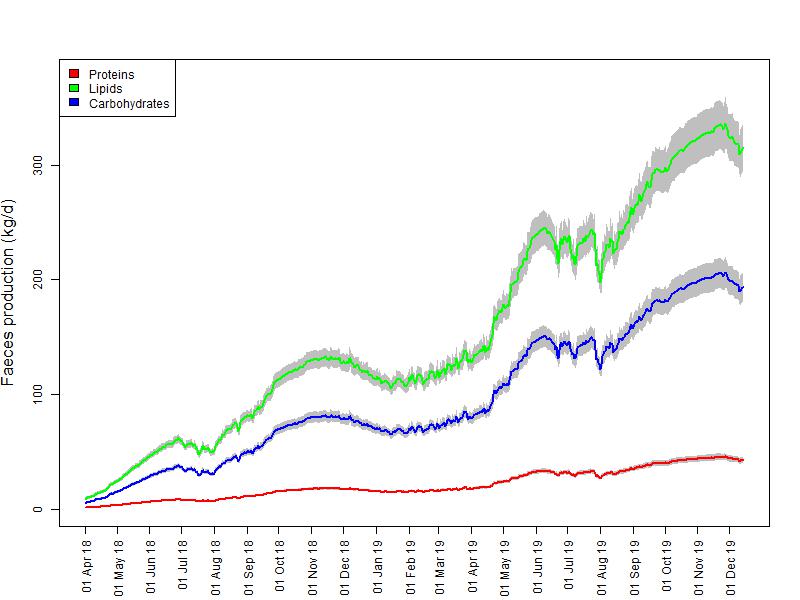 Proteins
Lipids
Carbohydrates
Faeces production (kg/d)
300
200
100
0
01 Apr 18
01 May 18
01 Jun 18
01 Jul 18
01 Aug 18
01 Sep 18
01 Oct 18
01 Nov 18
01 Dec 18
01 Jan 19
01 Feb 19
01 Mar 19
01 Apr 19
01 May 19
01 Jun 19
01 Jul 19
01 Aug 19
01 Sep 19
01 Oct 19
01 Nov 19
01 Dec 19